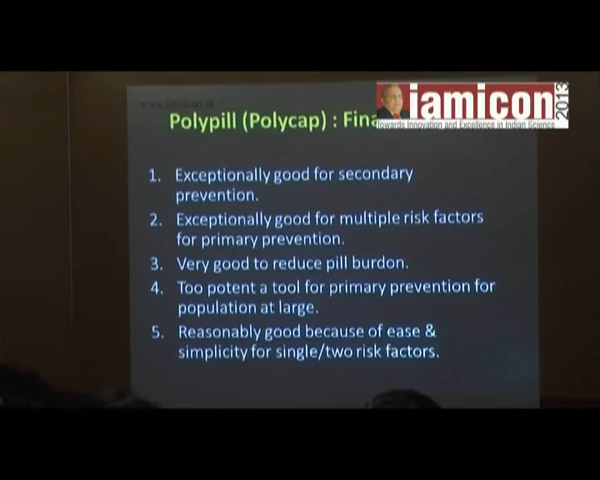 www.iamicon.in
iamicon
2013
Towards Innovation and Excellence in Indian Science
Polypill (Polycap) : Fina
1. Exceptionally good for secondary
prevention.
2. Exceptionally good for multiple risk factors
for primary prevention.
3. Very good to reduce pill burdon.
4. Too potent a tool for primary prevention for
population at large.
5. Reasonably good because of ease &
simplicity for single/two risk factors.